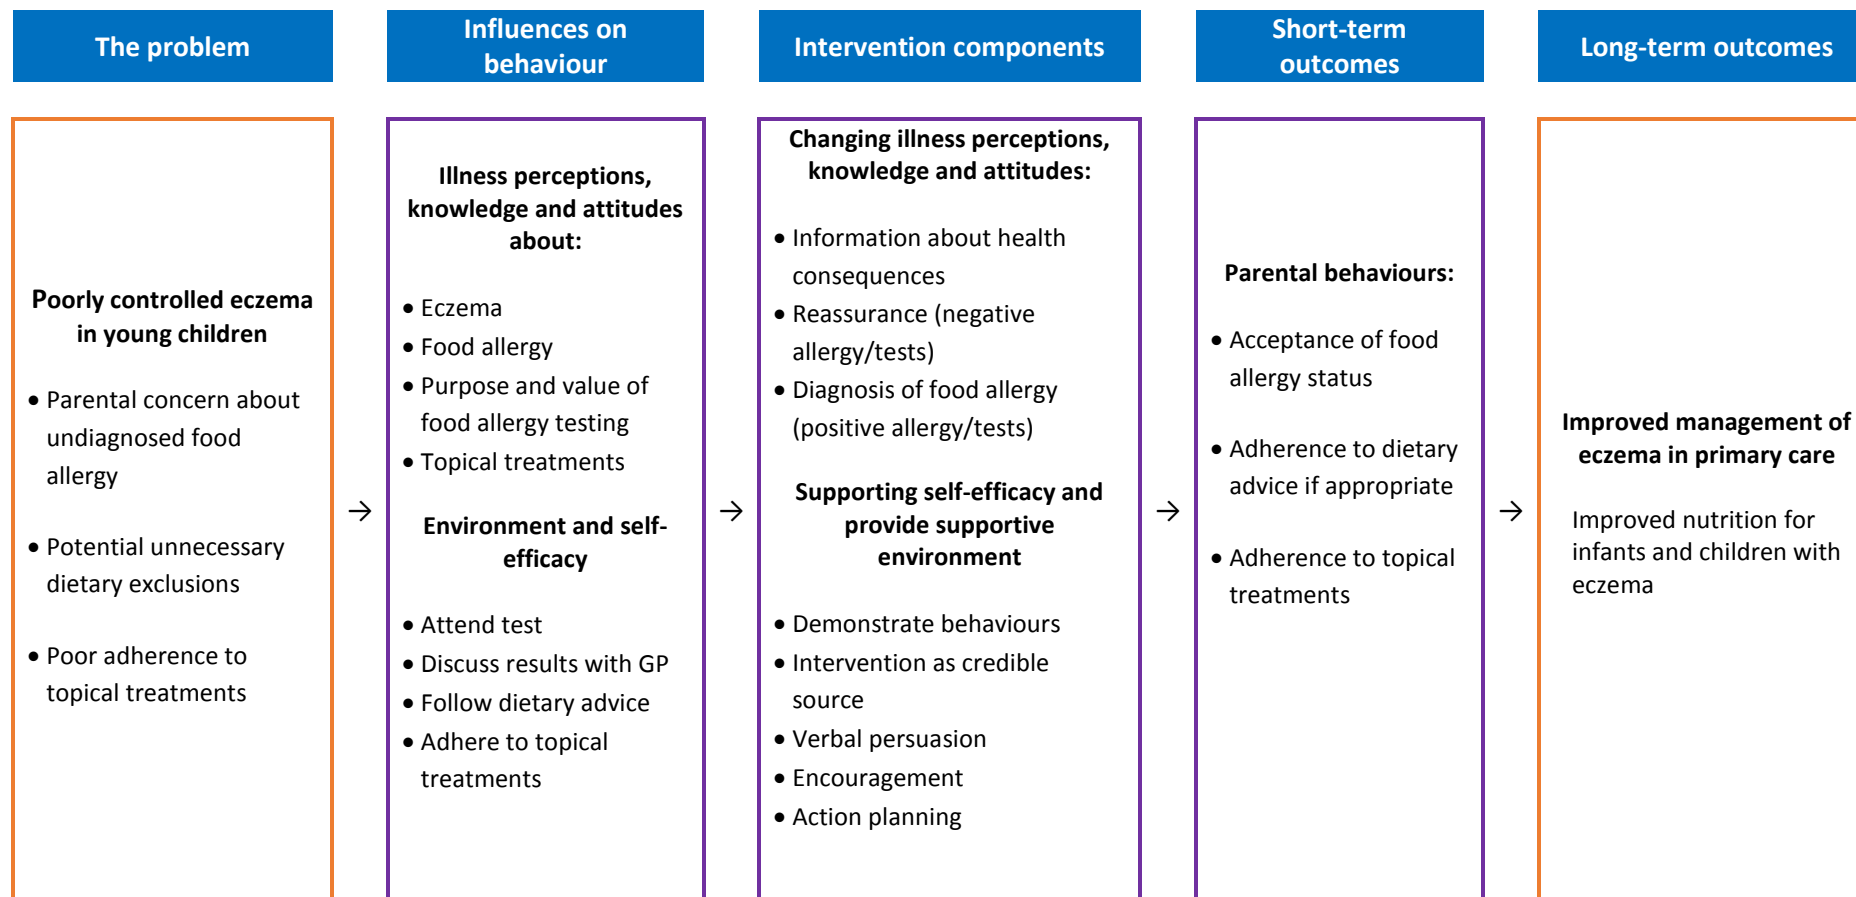 The problem
Influences on
behaviour
Intervention components
Short-term
outcomes
Long-term outcomes
Poorly controlled eczema
in young children
• Parental concern about
undiagnosed food
allergy
• Potential unnecessary
dietary exclusions
• Poor adherence to
topical treatments
→
Illness perceptions,
knowledge and attitudes
about:
• Eczema
• Food allergy
• Purpose and value of
food allergy testing
• Topical treatments
Environment and self-
efficacy
• Attend test
• Discuss results with GP
• Follow dietary advice
• Adhere to topical
treatments
→
Changing illness perceptions,
knowledge and attitudes:
• Information about health
consequences
• Reassurance (negative
allergy/tests)
• Diagnosis of food allergy
(positive allergy/tests)
Supporting self-efficacy and
provide supportive
environment
• Demonstrate behaviours
• Intervention as credible
source
• Verbal persuasion
• Encouragement
• Action planning
→
Parental behaviours:
• Acceptance of food
allergy status
• Adherence to dietary
advice if appropriate
• Adherence to topical
treatments
→
Improved management of
eczema in primary care
Improved nutrition for
infants and children with
eczema